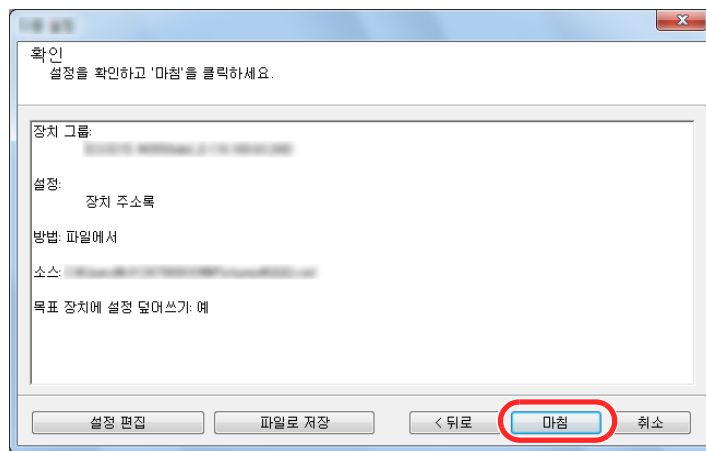 확인
설정을 확인하고 '마침'을 클릭하세요.
장치 그룹:
설정:
장치 주소록
방법: 파일에서
소스:
목표 장치에 설정 덮어쓰기: 예
설정 편집
파일로 저장
< 뒤로
마침
취소